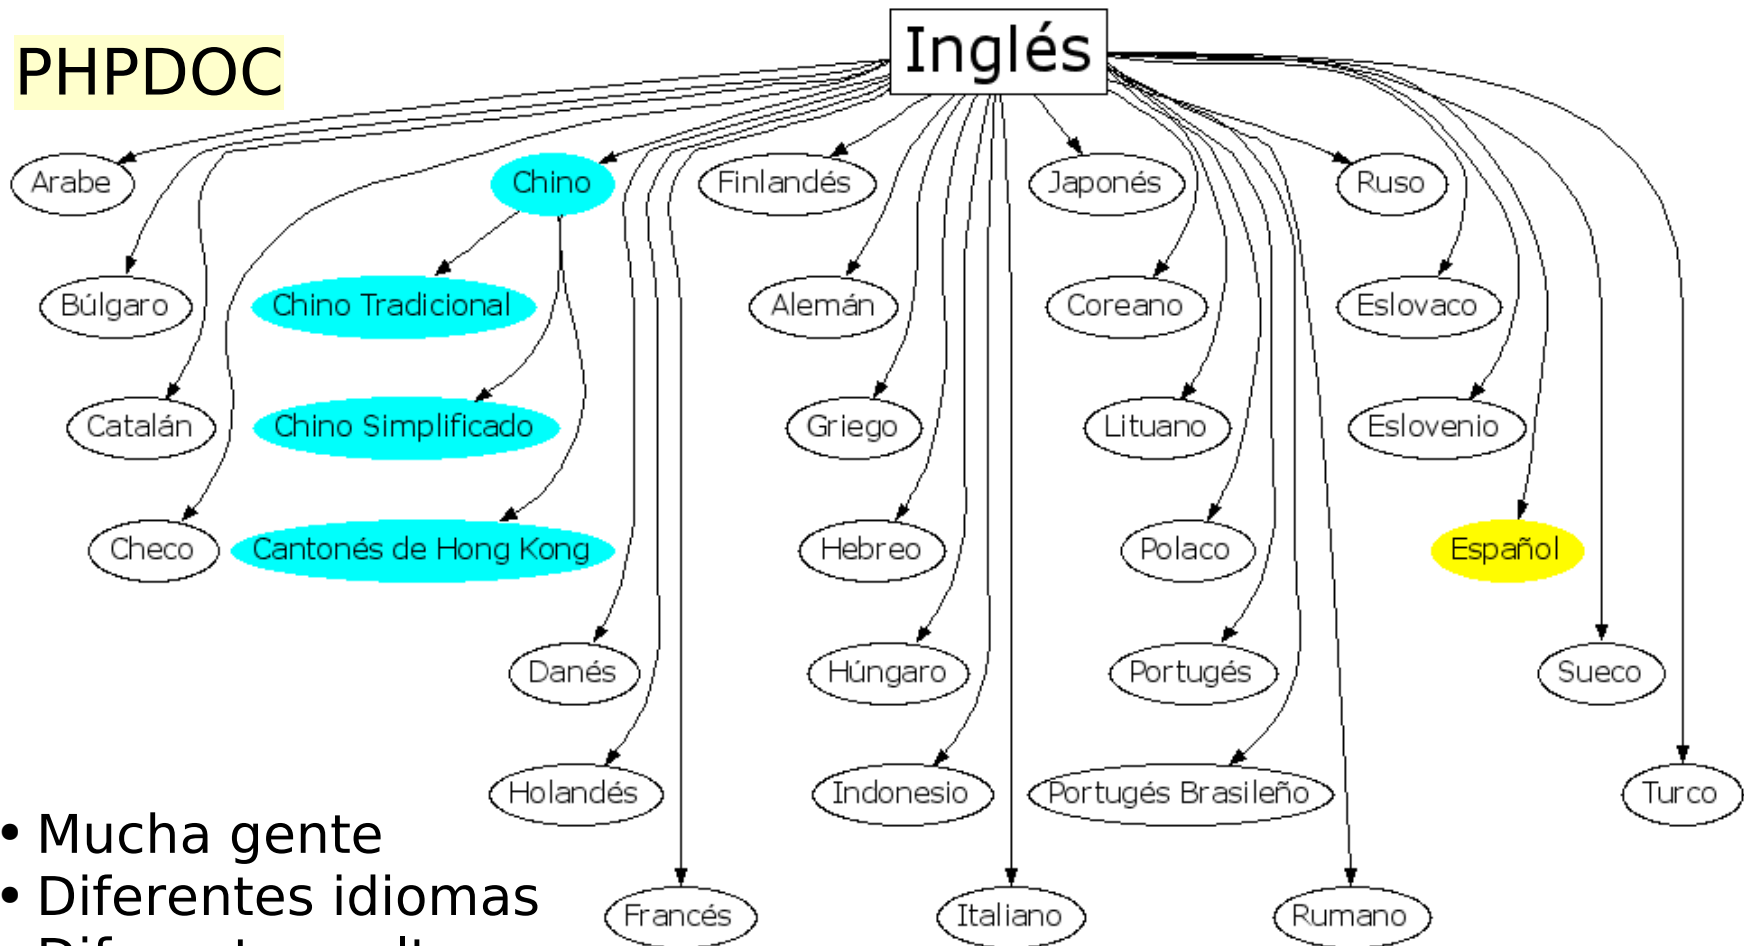 PHPDOC
Inglés
Arabe
Chino
Finlandés
Japonés
Ruso
Búlgaro
Chino Tradicional
Alemán
Coreano
Eslovaco
Catalán
Chino Simplificado
Griego
Lituano
Eslovenio
Checo
Cantonés de Hong Kong
Hebreo
Polaco
Español
Danés
Húngaro
Portugés
Sueco
Holandés
Indonesio
Portugés Brasileño
Turco
• Mucha gente
• Diferentes idiomas
Francés
Italiano
Rumano